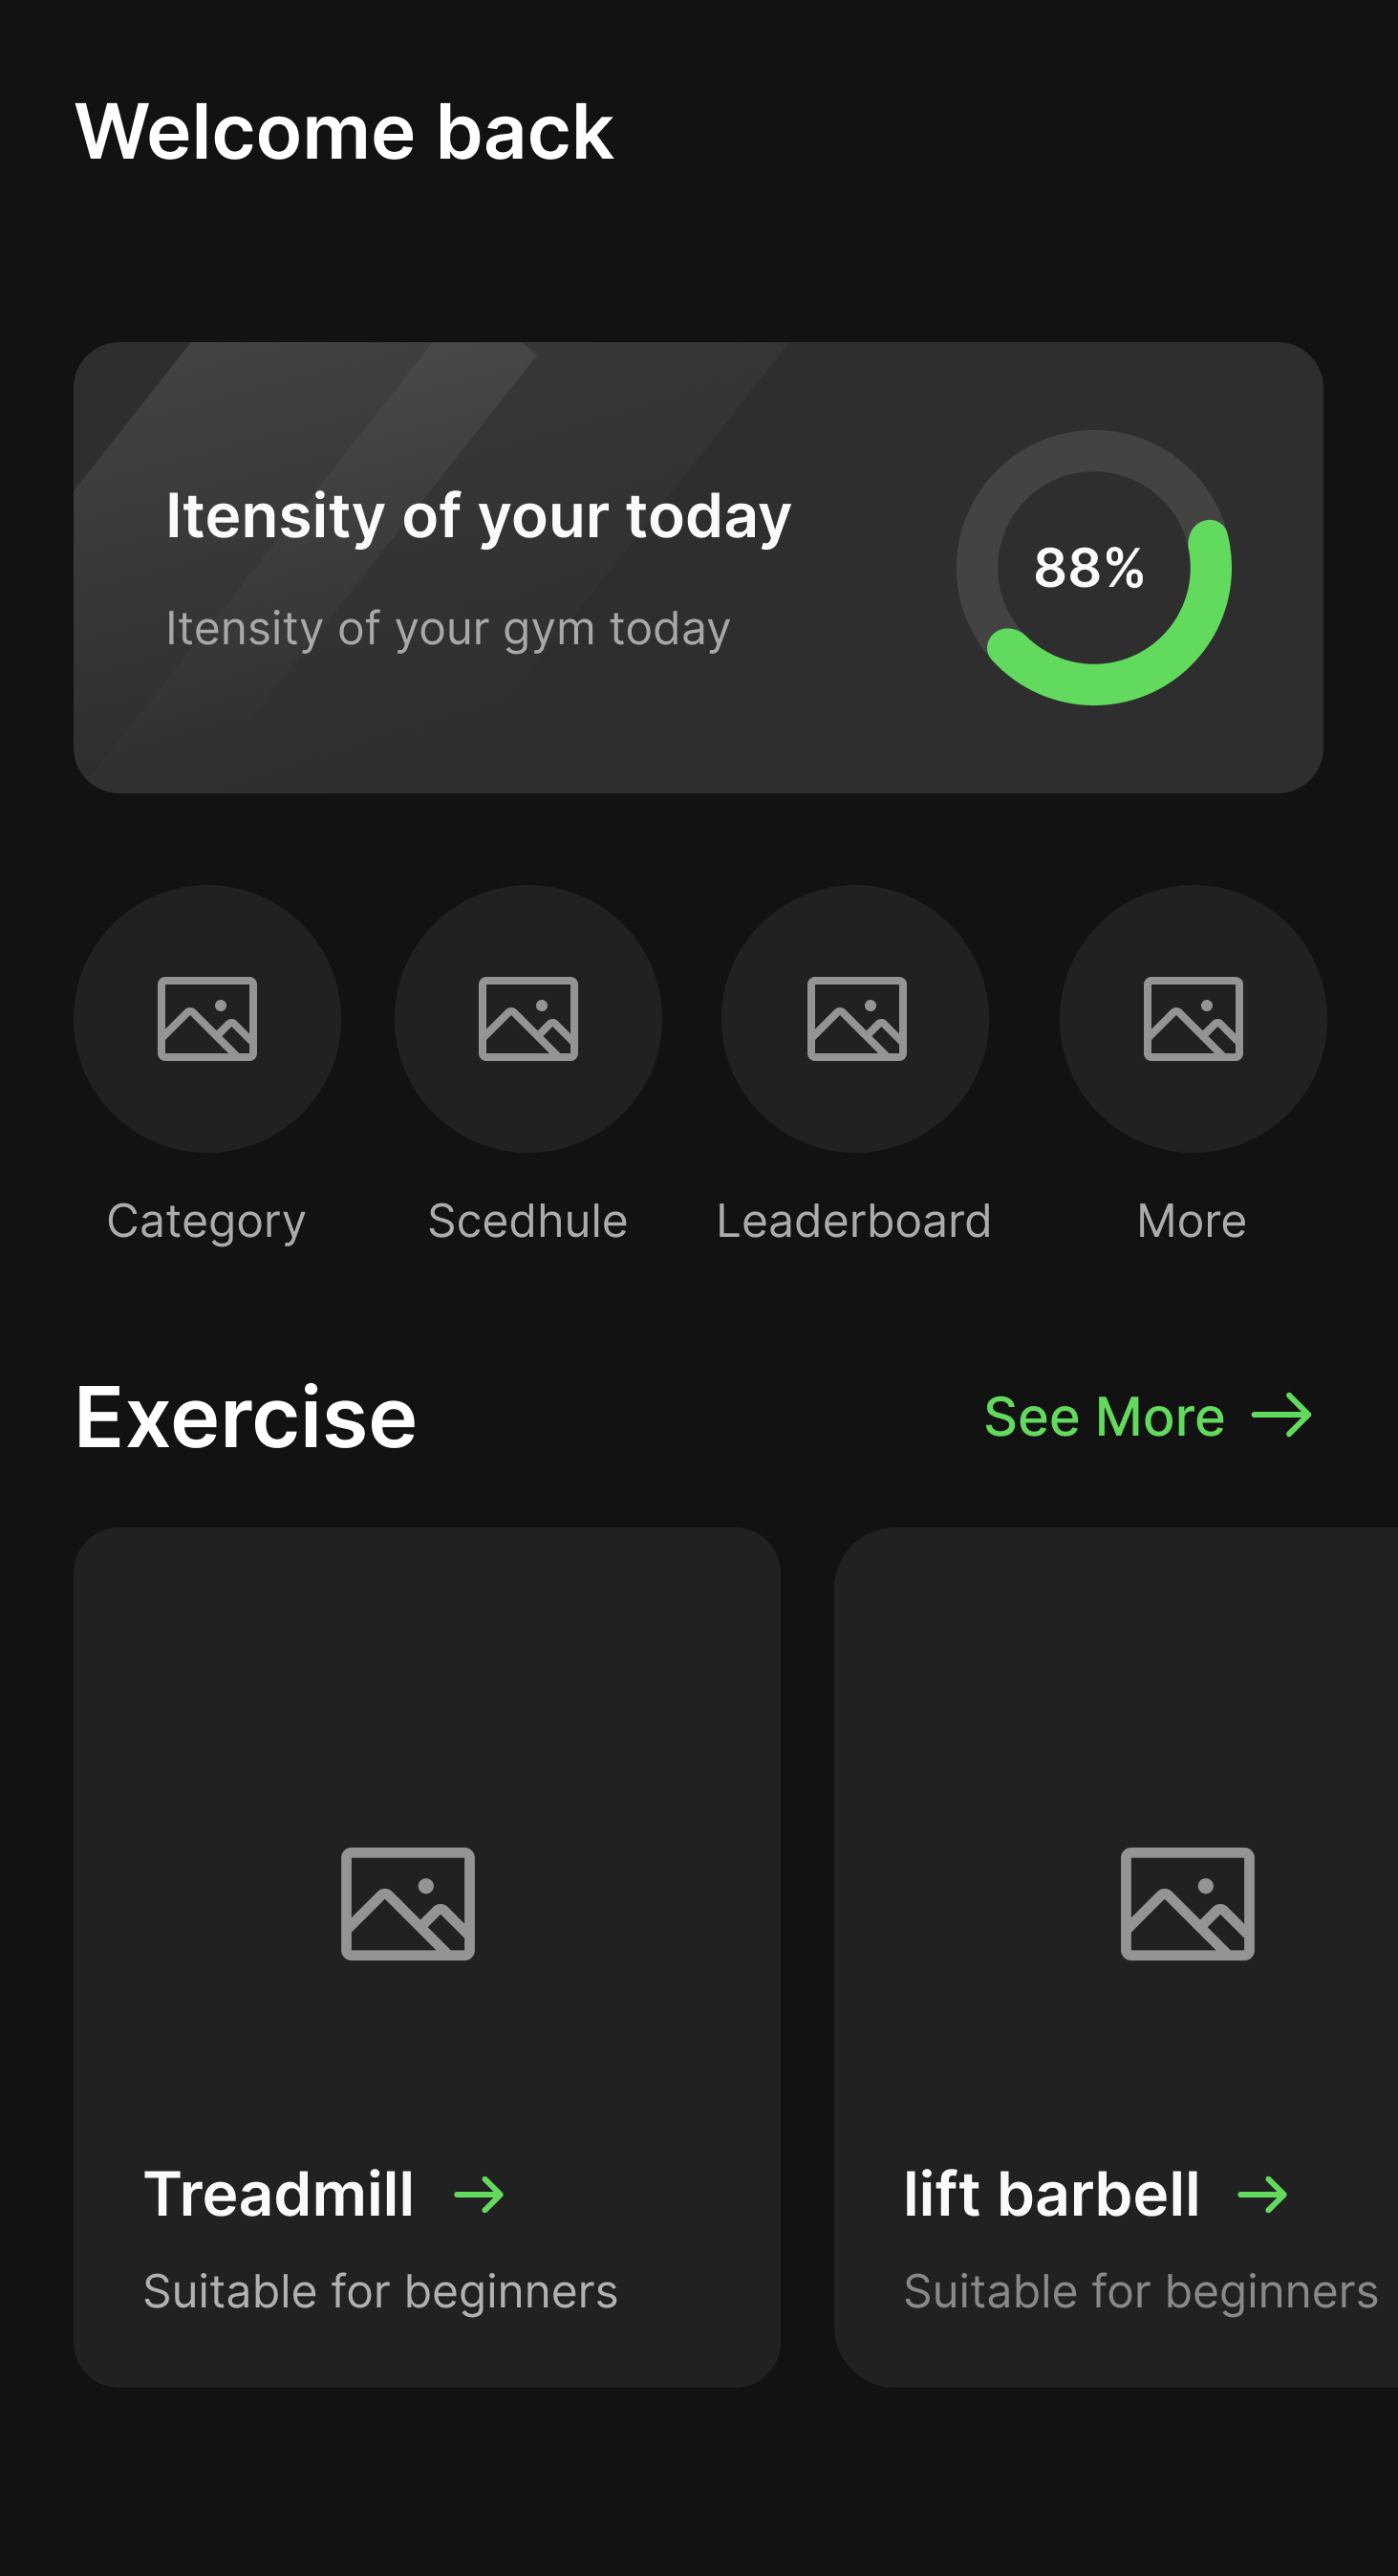 Welcome back
Itensity of your today
Itensity of your gym today
88%
Category
Scedhule
Leaderboard
More
Exercise
See More
Treadmill
Suitable for beginners
lift barbell
Suitable for beginners